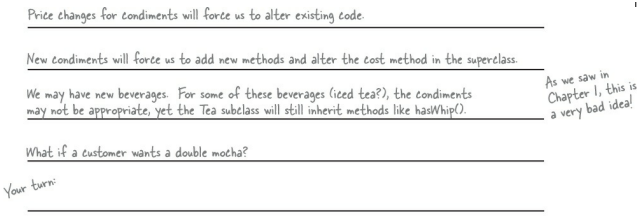 Price changes for condiments will force us to alter existing code.
New condiments will force us to add new methods and alter the cost method in the superclass.
We may have new beverages. For some of these beverages (iced tea?), the condiments
may not be appropriate, yet the Tea subclass will still inherit methods like hasWhip().
As we saw in
Chapter 1, this is
a very bad idea!
What if a customer wants a double mocha?
Your turn: